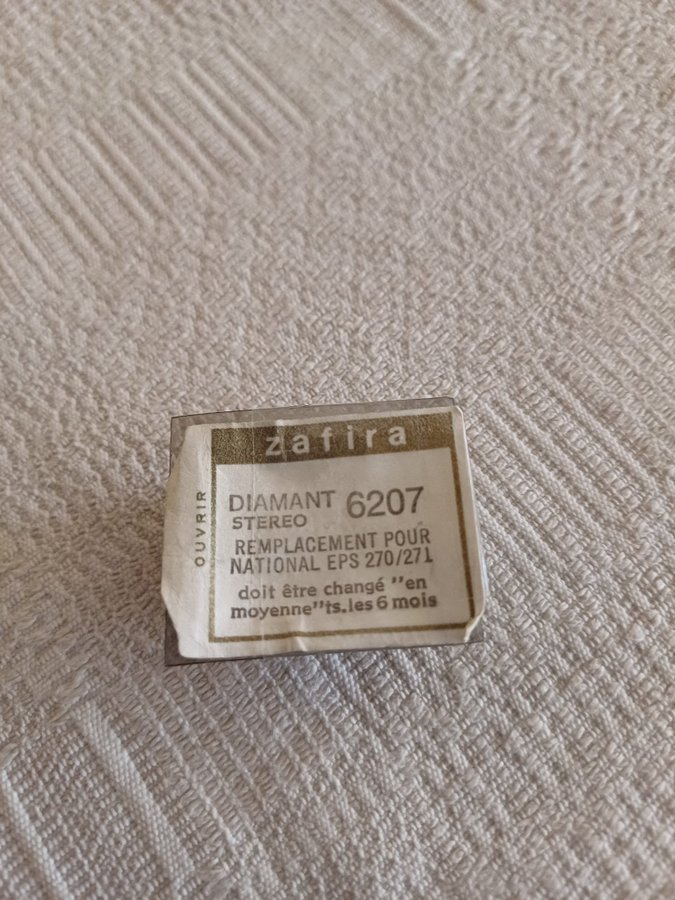 zafira
OUVRIR
DIAMANT 6207
STEREO
REMPLACEMENT POUR
NATIONAL EPS 270/271
doit être changé "en
moyenne"ts.les 6 mois